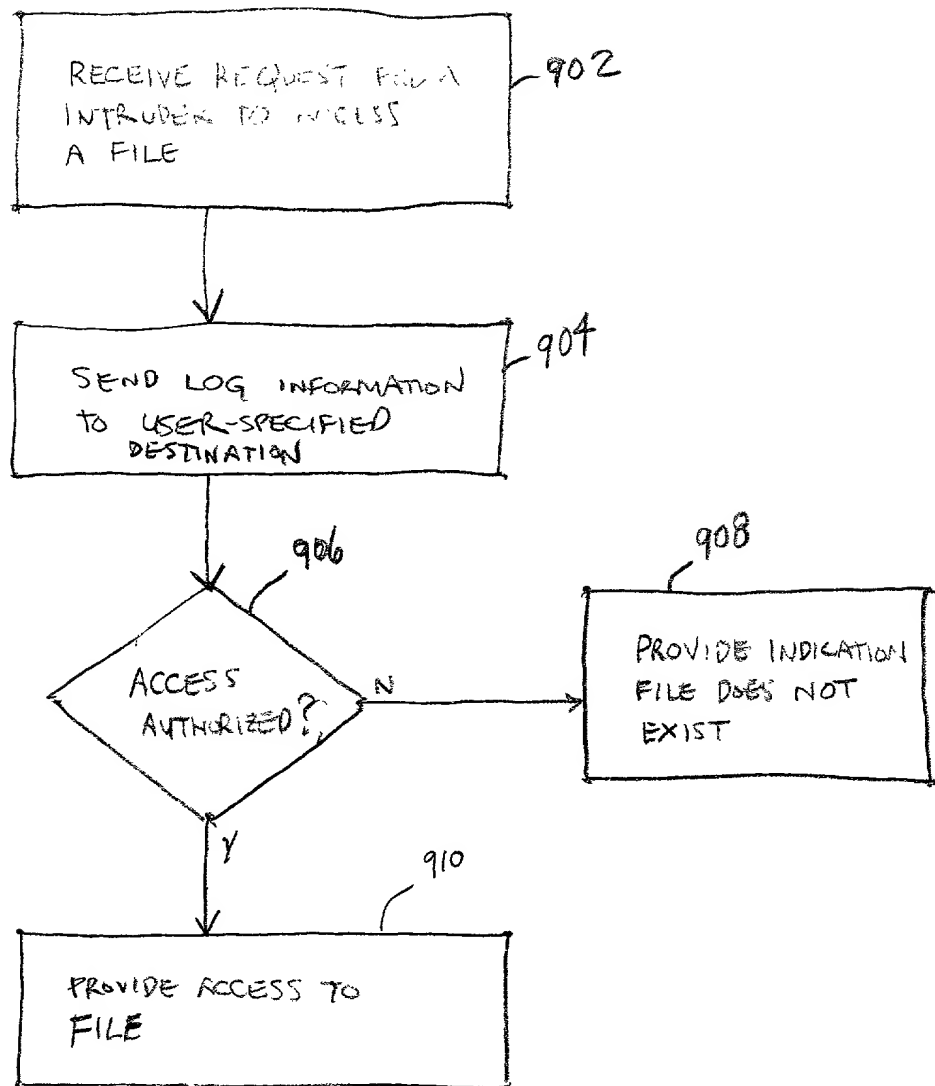 RECEIVE REQUEST FROM
INTRUDER TO ACCESS
A FILE
902
SEND LOG INFORMATION
TO USER-SPECIFIED
DESTINATION
904
906
ACCESS
AUTHORIZED?
N
Y
908
PROVIDE INDICATION
FILE DOES NOT
EXIST
910
PROVIDE ACCESS TO
FILE